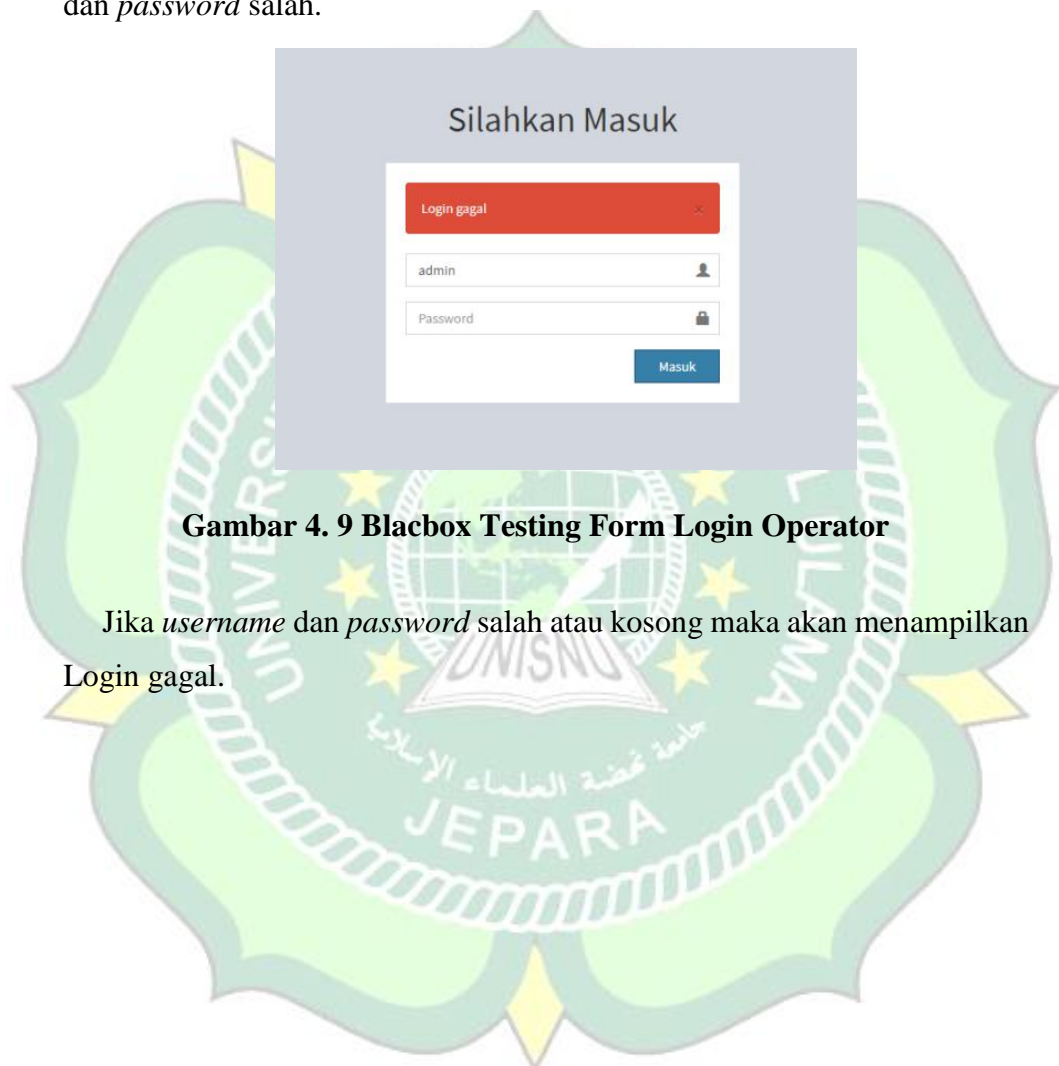 dan password salah.
Silahkan Masuk
Login gagal
×
admin
Password
Masuk
Gambar 4. 9 Blacbox Testing Form Login Operator
Jika username dan password salah atau kosong maka akan menampilkan
Login gagal.
UNISNU
JEPARA